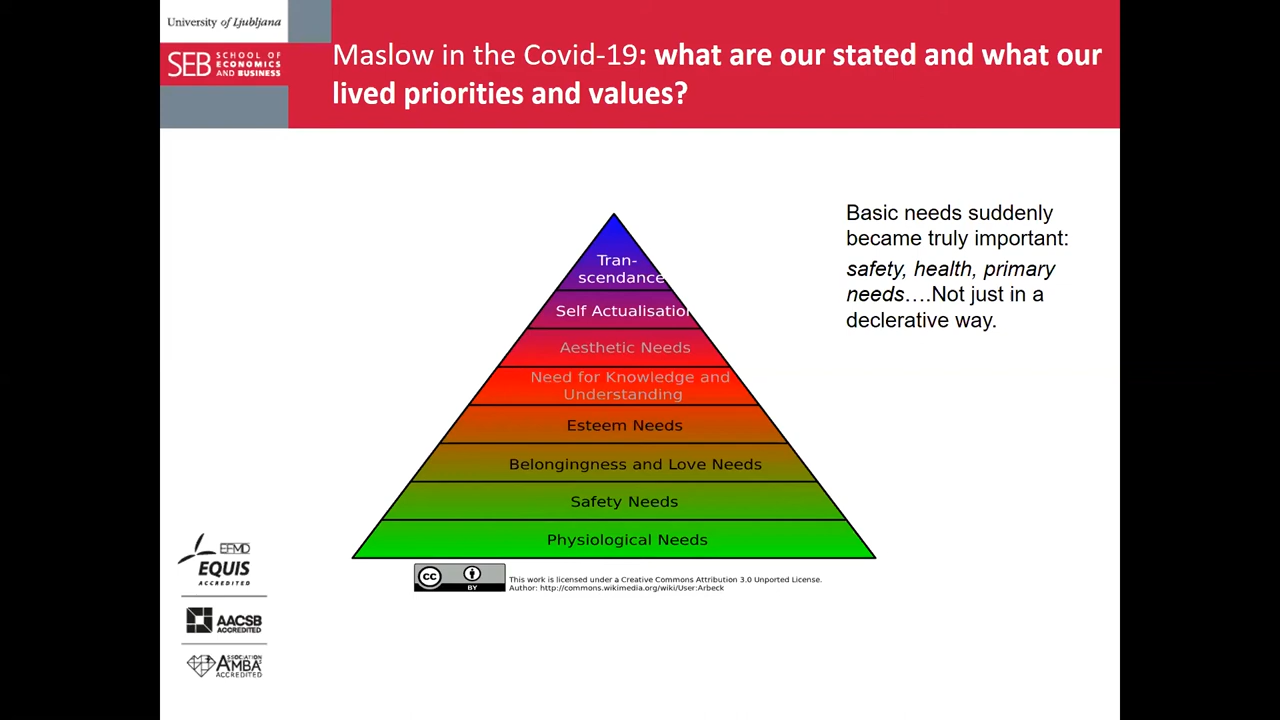 University of Ljubljana
SEB SCHOOL OF
ECONOMICS
AND BUSINESS
Maslow in the Covid-19: what are our stated and what our
lived priorities and values?
Basic needs suddenly
became truly important:
safety, health, primary
needs….Not just in a
declerative way.
Tran-
scendance
Self Actualisation
Aesthetic Needs
Need for Knowledge and
Understanding
Esteem Needs
Belongingness and Love Needs
Safety Needs
Physiological Needs
cc
BY
This work is licensed under a Creative Commons Attribution 3.0 Unported License.
Author: http://commons.wikimedia.org/wiki/User:Arbeck
EFMD
EQUIS
ACCREDITED
AACSB
ACCREDITED
ASSOCIATION
AMBA
ACCREDITED